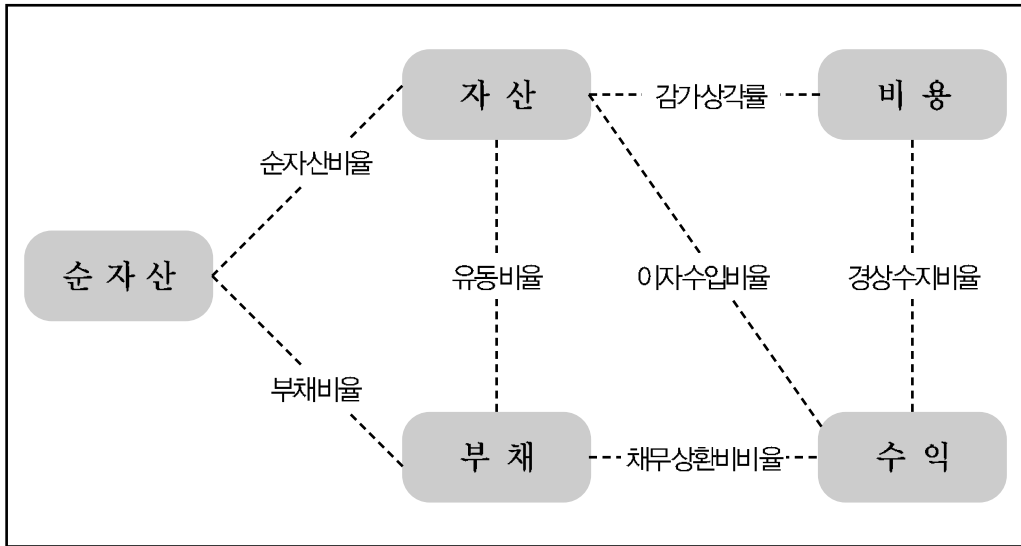 자 산
감가상각률
비 용
순자산비율
순 자 산
유동비율
이자수입비율
경상수지비율
부채비율
부 채
채무상환비비율
수 익